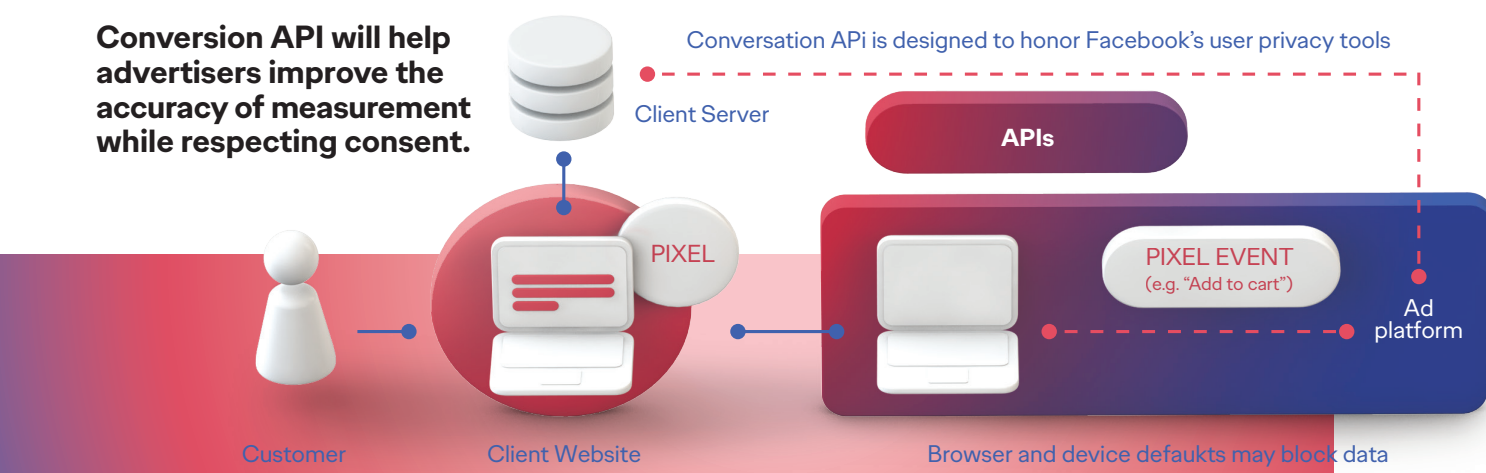 Conversion API will help
advertisers improve the
accuracy of measurement
while respecting consent.
Conversation APi is designed to honor Facebook's user privacy tools
Client Server
APIs
PIXEL
PIXEL EVENT
(e.g. “Add to cart”)
Ad
platform
Customer
Client Website
Browser and device defaukts may block data